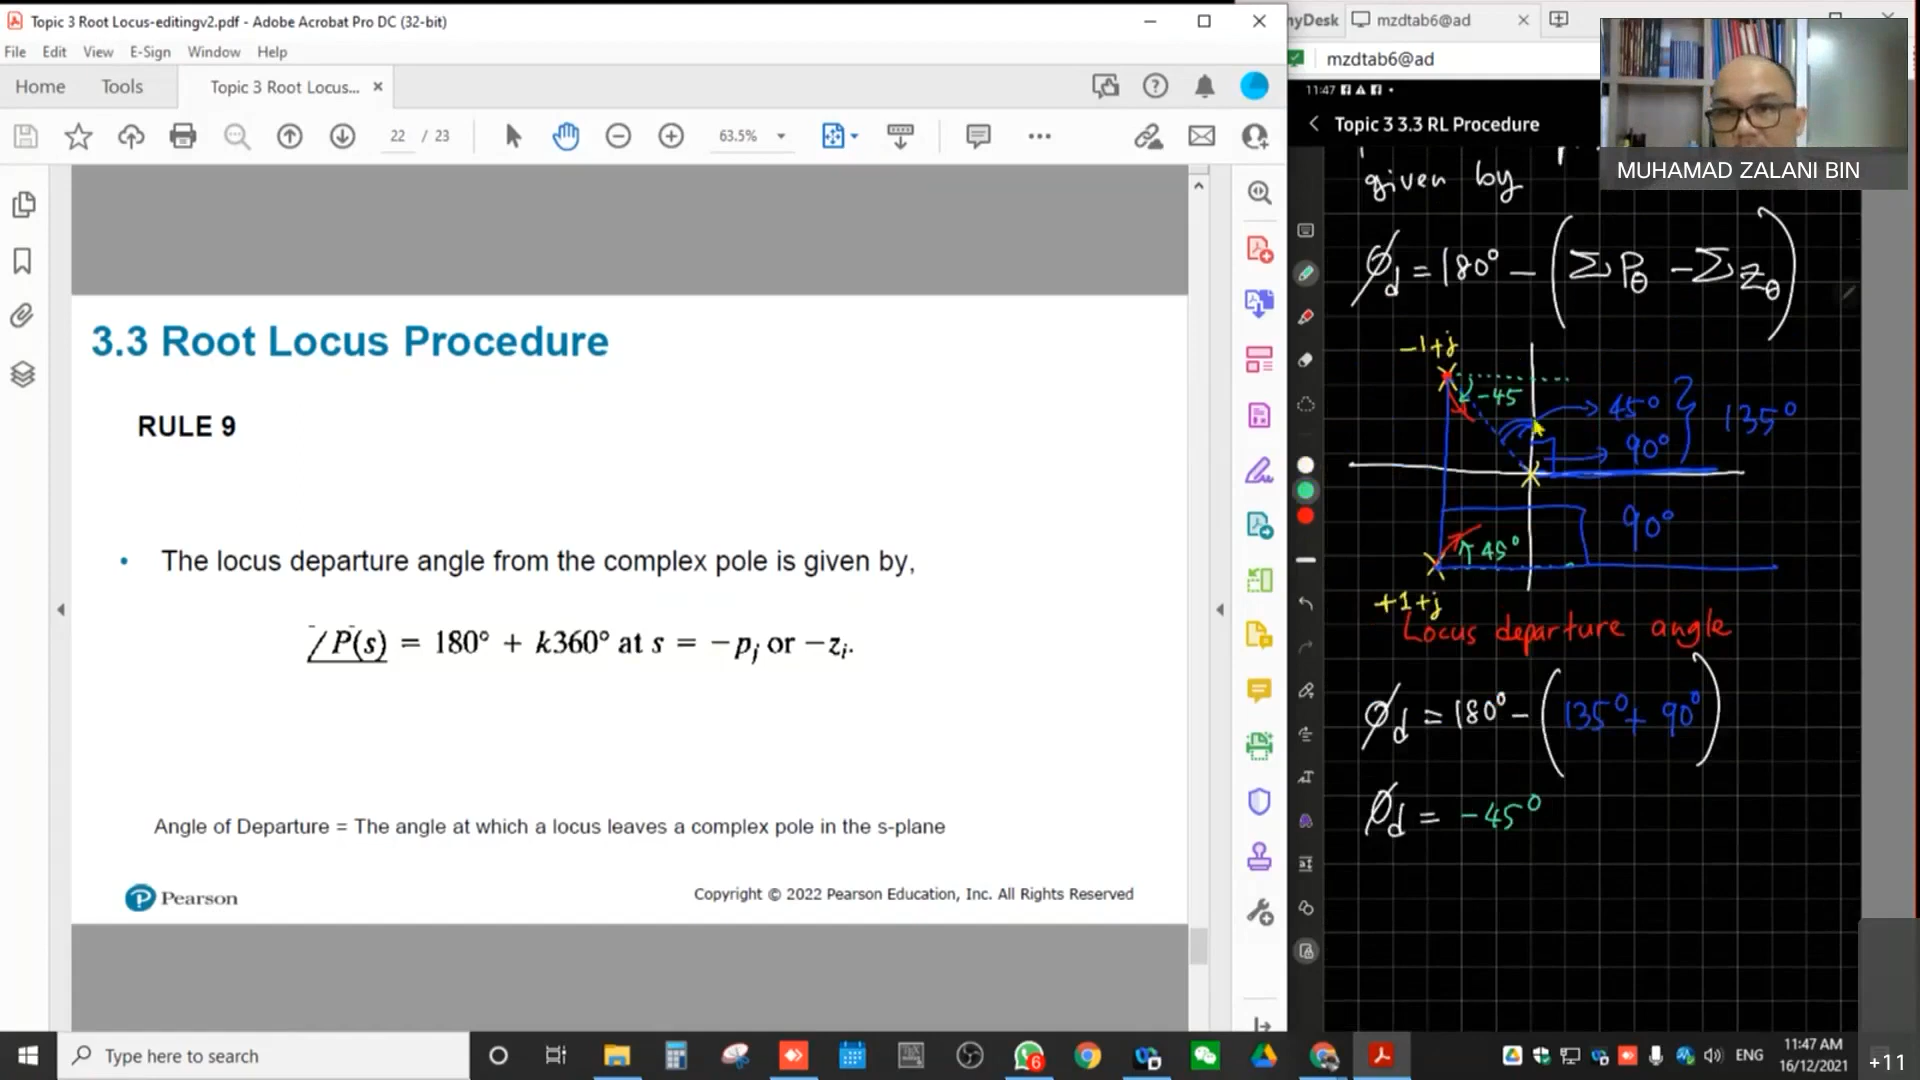 Topic 3 Root Locus-editingv2.pdf - Adobe Acrobat Pro DC (32-bit)
File Edit View E-Sign Window Help
Home Tools Topic 3 Root Locus... ×
22 / 23 63.5%
3.3 Root Locus Procedure
RULE 9
• The locus departure angle from the complex pole is given by,
/P(s) = 180° + k360° at s = −pj or −zi.
Angle of Departure = The angle at which a locus leaves a complex pole in the s-plane
Pearson
Copyright © 2022 Pearson Education, Inc. All Rights Reserved
nyDesk mzdtab6@ad
mzdtab6@ad
11:47
Topic 3 3.3 RL Procedure
MUHAMAD ZALANI BIN
given by
Ød = 180° − (ΣPθ − ΣZθ)
-1+j
-45
45°
135°
90°
90°
45°
+1+j
Locus departure angle
Ød = 180° − (135° + 90°)
Ød = -45°
Type here to search
6
ENG
11:47 AM
16/12/2021
+11